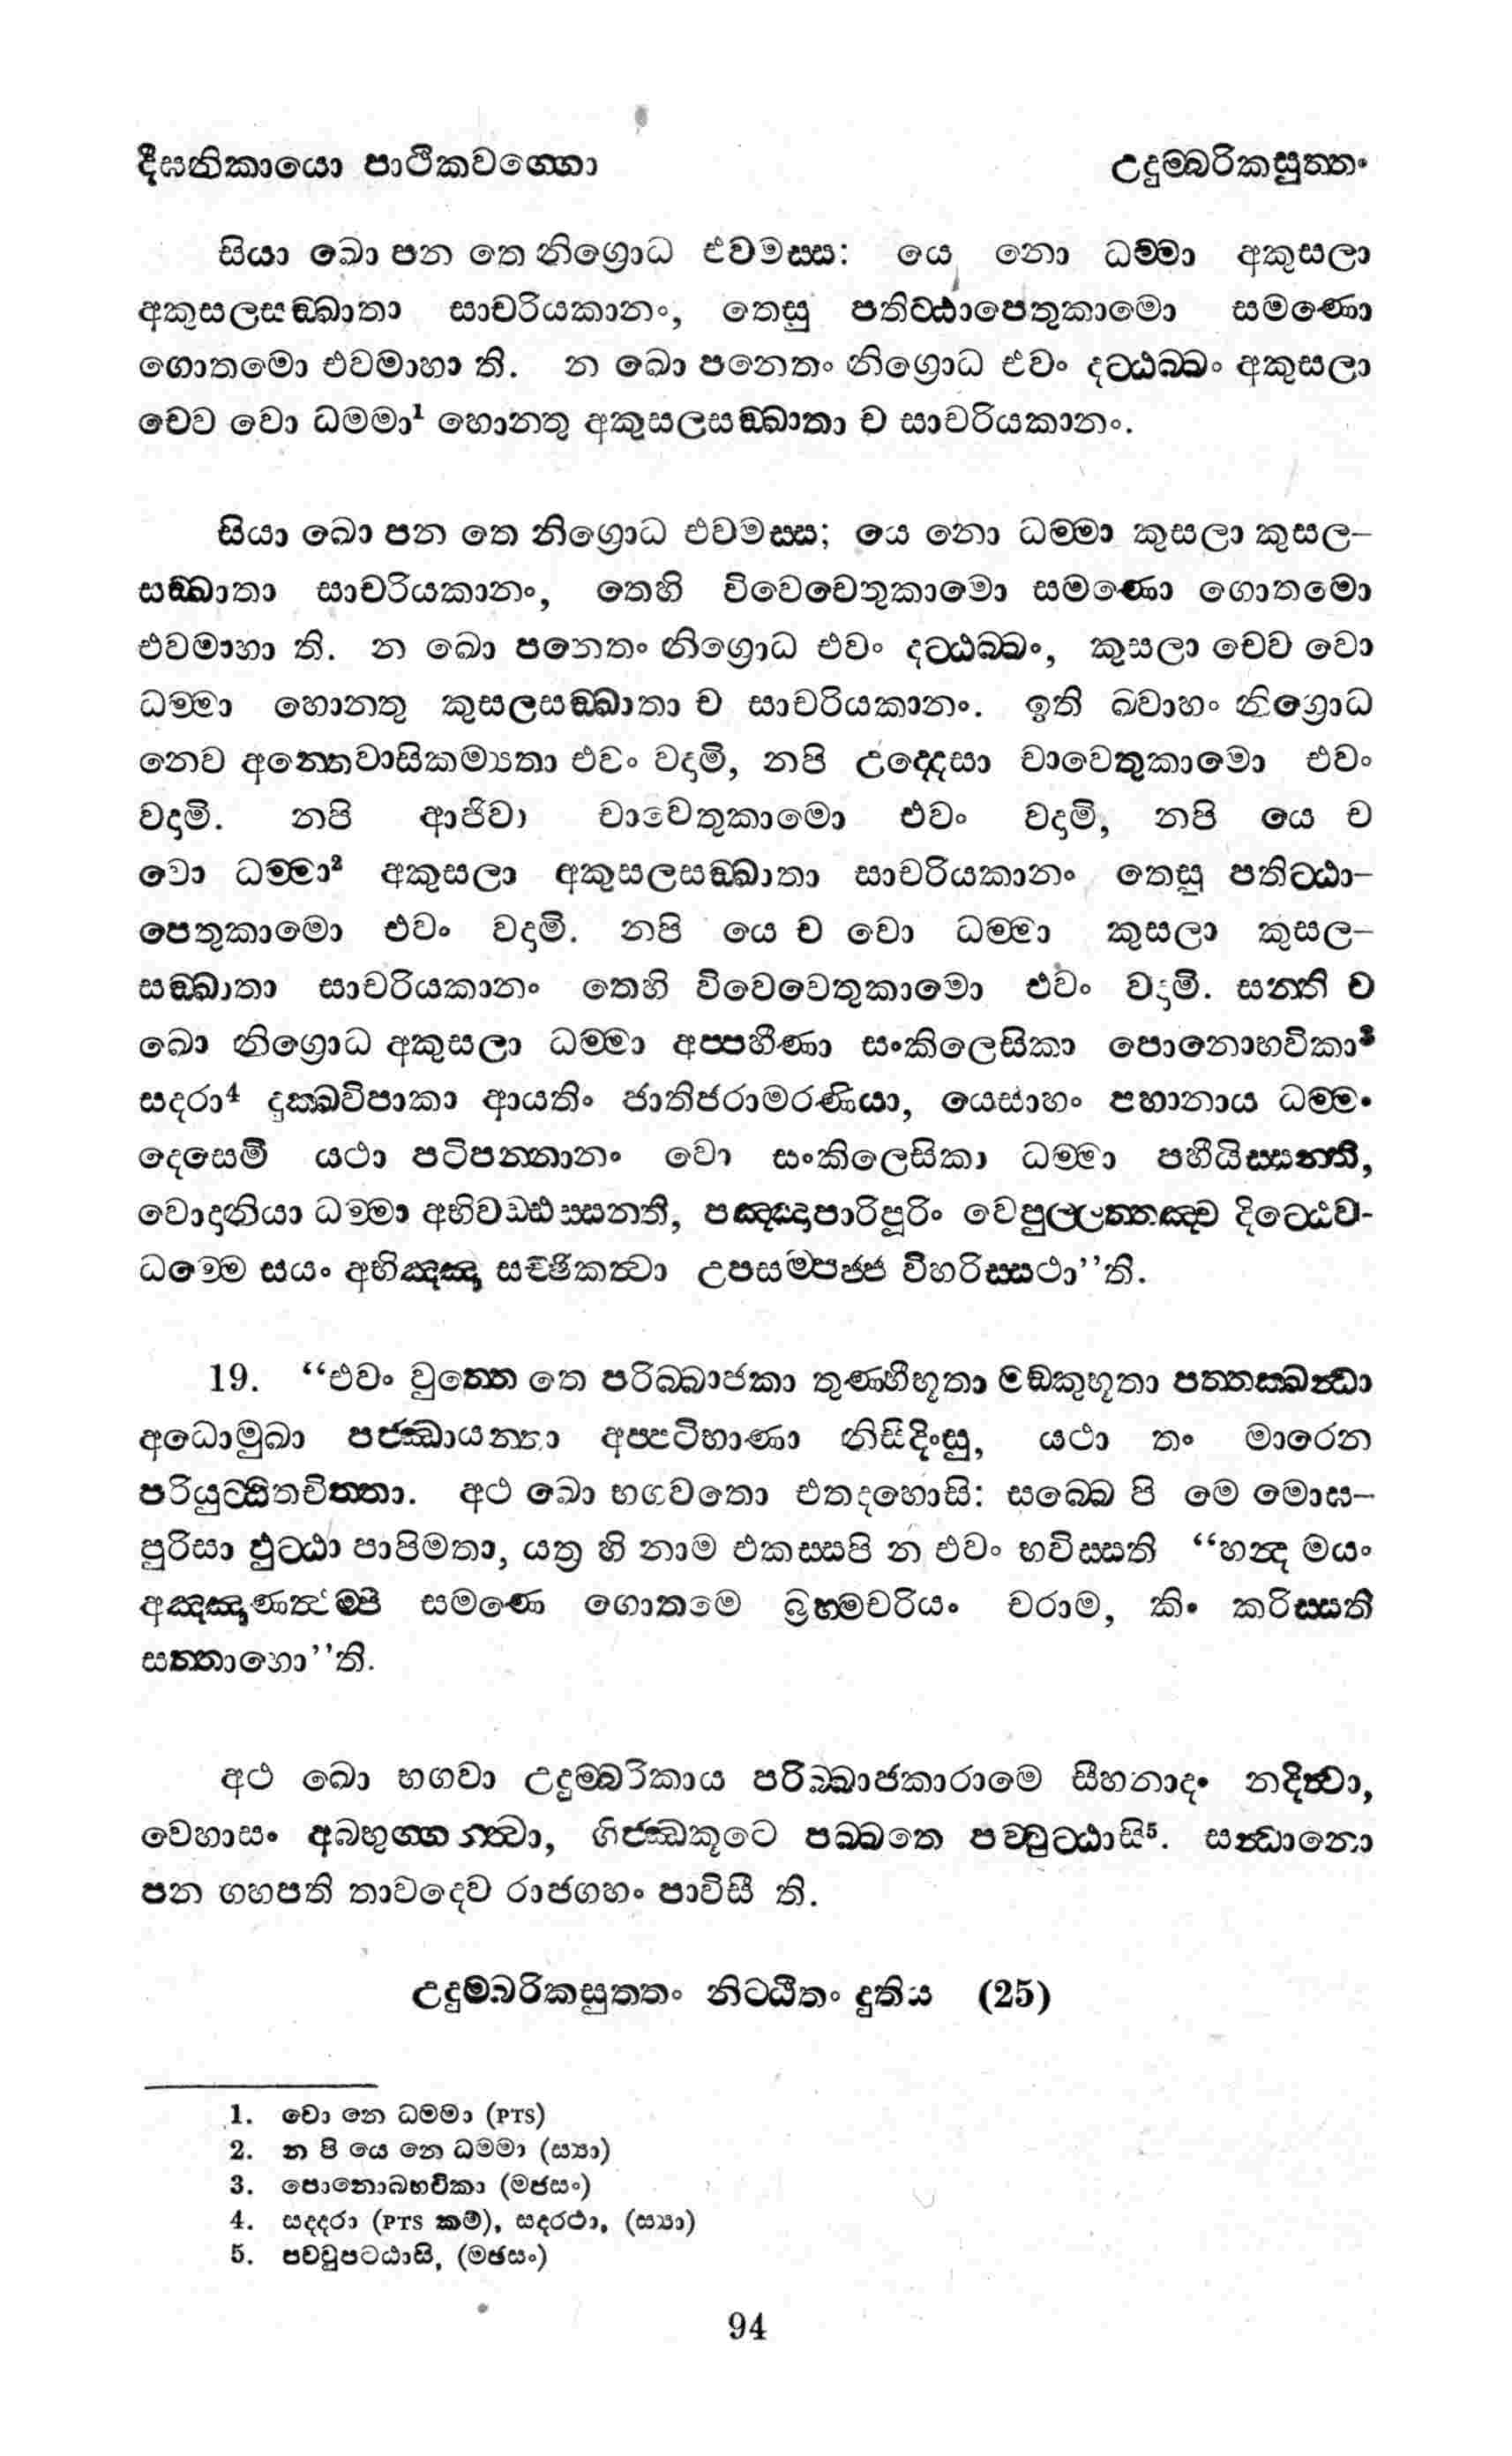 දීඝනිකායො පාථිකවග්ගො උදුම්බරිකසුත්තං
සියා ඛො පන තෙ නිග්‍රොධ එවමස්ස: යෙ නො ධම්මා අකුසලා
අකුසලසඞ්ඛාතා සාචරියකානං, තෙසු පතිට්ඨාපෙතුකාමො සමණො
ගොතමො එවමාහා ති. න ඛො පනෙතං නිග්‍රොධ එවං දට්ඨබ්බං අකුසලා
චෙව වො ධම්මා¹ හොන්තු අකුසලසඞ්ඛාතා ච සාචරියකානං.
සියා ඛො පන තෙ නිග්‍රොධ එවමස්ස; යෙ නො ධම්මා කුසලා කුසල-
සඞ්ඛාතා සාචරියකානං, තෙහි විවෙචෙතුකාමො සමණො ගොතමො
එවමාහා ති. න ඛො පනෙතං නිග්‍රොධ එවං දට්ඨබ්බං, කුසලා චෙව වො
ධම්මා හොන්තු කුසලසඞ්ඛාතා ච සාචරියකානං. ඉති ඛ්වාහං නිග්‍රොධ
නෙව අන්තෙවාසිකම්‍යතා එවං වදාමි, නපි උද්දෙසා චාවෙතුකාමො එවං
වදාමි. නපි ආජීවා චාවෙතුකාමො එවං වදාමි, නපි යෙ ච
වො ධම්මා² අකුසලා අකුසලසඞ්ඛාතා සාචරියකානං තෙසු පතිට්ඨා-
පෙතුකාමො එවං වදාමි. නපි යෙ ච වො ධම්මා කුසලා කුසල-
සඞ්ඛාතා සාචරියකානං තෙහි විවෙචෙතුකාමො එවං වදාමි. සන්ති ච
ඛො නිග්‍රොධ අකුසලා ධම්මා අප්පහීණා සංකිලෙසිකා පොනොභවිකා³
සදරා⁴ දුක්ඛවිපාකා ආයතිං ජාතිජරාමරණියා, යෙසාහං පහානාය ධම්මං
දෙසෙමි යථා පටිපන්නානං වො සංකිලෙසිකා ධම්මා පහීයිස්සන්ති,
වොදානියා ධම්මා අභිවඩ්ඪිස්සන්ති, පඤ්ඤාපාරිපූරිං වෙපුල්ලත්තඤ්ච දිට්ඨෙව-
ධම්මෙ සයං අභිඤ්ඤා සච්ඡිකත්වා උපසම්පජ්ජ විහරිස්සථා’’ති.
19. “එවං වුත්තෙ තෙ පරිබ්බාජකා තුණ්හීභූතා මඞ්කුභූතා පත්තක්ඛන්ධා
අධොමුඛා පජ්ඣායන්තා අප්පටිභාණා නිසීදිංසු, යථා තං මාරෙන
පරියුට්ඨිතචිත්තා. අථ ඛො භගවතො එතදහොසි: සබ්බෙ පි මෙ මොඝ-
පුරිසා ඵුට්ඨා පාපිමතා, යත්‍ර හි නාම එකස්සපි න එවං භවිස්සති “හන්ද මයං
අඤ්ඤාණත්ථම්පි සමණෙ ගොතමෙ බ්‍රහ්මචරියං චරාම, කිං කරිස්සති
සත්තාහො’’ති.
අථ ඛො භගවා උදුම්බරිකාය පරිබ්බාජකාරාමෙ සීහනාදං නදිත්වා,
වෙහාසං අබ්භුග්ගන්ත්වා, ගිජ්ඣකූටෙ පබ්බතෙ පච්චුට්ඨාසි⁵. සන්ධානො
පන ගහපති තාවදෙව රාජගහං පාවිසී ති.
උදුම්බරිකසුත්තං නිට්ඨිතං දුතිය (25)
1. වො තෙ ධම්මා (PTS)
2. න පි යෙ තෙ ධම්මා (ස්‍යා)
3. පොනොබ්භවිකා (මජසං)
4. සද්දරා (PTS කම්), සදරථා, (ස්‍යා)
5. පච්චුපට්ඨාසි, (මජසං)
94